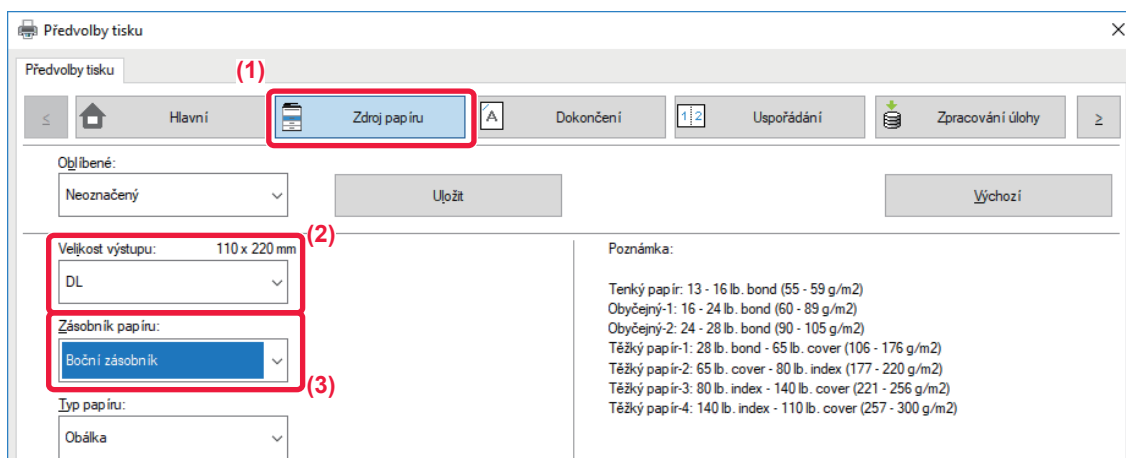 Předvolby tisku
Předvolby tisku
(1)
<
Hlavní
Zdroj papíru
A
Dokončení
1 2
Uspořádání
Zpracování úlohy
>
Oblíbené:
Neoznačený
Uložit
Výchozí
(2)
Velikost výstupu: 110 x 220 mm
DL
Zásobník papíru:
Boční zásobník
(3)
Typ papíru:
Obálka
Poznámka:
Tenký papír: 13 - 16 lb. bond (55 - 59 g/m2)
Obyčejný-1: 16 - 24 lb. bond (60 - 89 g/m2)
Obyčejný-2: 24 - 28 lb. bond (90 - 105 g/m2)
Těžký papír-1: 28 lb. bond - 65 lb. cover (106 - 176 g/m2)
Těžký papír-2: 65 lb. cover - 80 lb. index (177 - 220 g/m2)
Těžký papír-3: 80 lb. index - 140 lb. cover (221 - 256 g/m2)
Těžký papír-4: 140 lb. index - 110 lb. cover (257 - 300 g/m2)